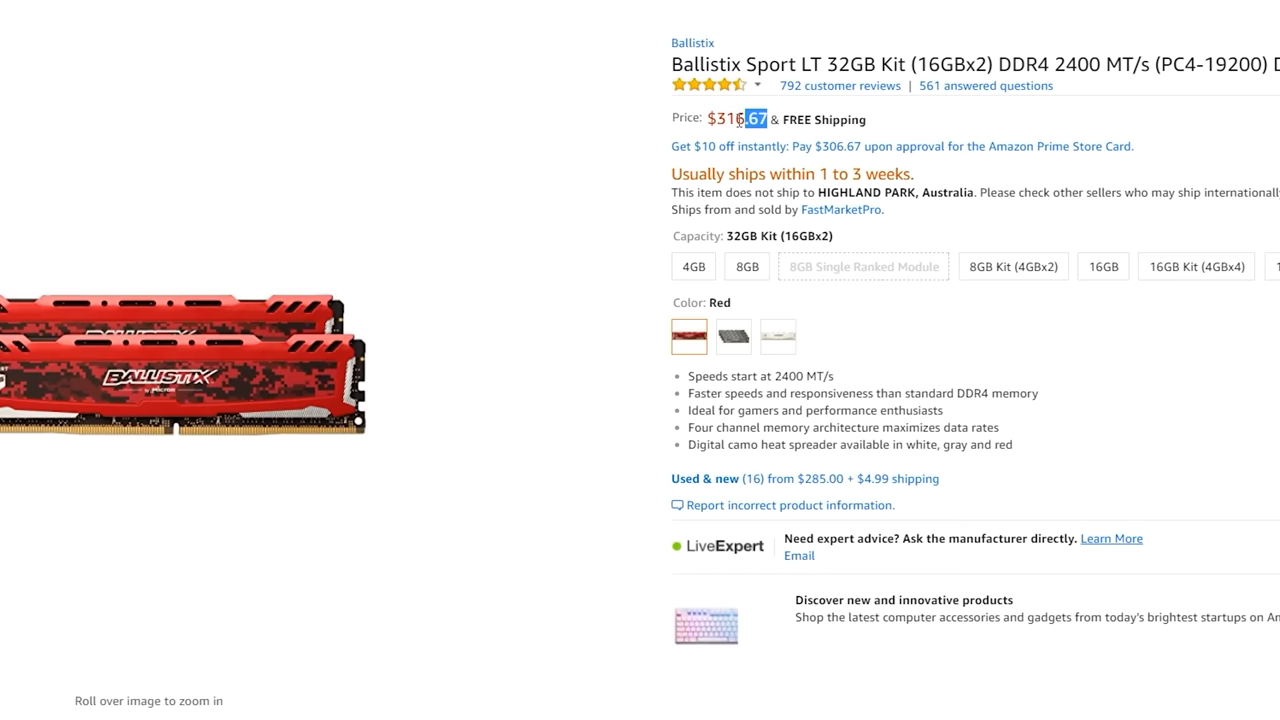 Ballistix
Ballistix Sport LT 32GB Kit (16GBx2) DDR4 2400 MT/s (PC4-19200) D
792 customer reviews | 561 answered questions
Price: $316.67 & FREE Shipping
Get $10 off instantly: Pay $306.67 upon approval for the Amazon Prime Store Card.
Usually ships within 1 to 3 weeks.
This item does not ship to HIGHLAND PARK, Australia. Please check other sellers who may ship internationally
Ships from and sold by FastMarketPro.
Capacity: 32GB Kit (16GBx2)
4GB 8GB 8GB Single Ranked Module 8GB Kit (4GBx2) 16GB 16GB Kit (4GBx4) 1
Color: Red
Speeds start at 2400 MT/s
Faster speeds and responsiveness than standard DDR4 memory
Ideal for gamers and performance enthusiasts
Four channel memory architecture maximizes data rates
Digital camo heat spreader available in white, gray and red
BALLISTIX
Used & new (16) from $285.00 + $4.99 shipping
Report incorrect product information.
LiveExpert
Need expert advice? Ask the manufacturer directly. Learn More
Email
Discover new and innovative products
Shop the latest computer accessories and gadgets from today's brightest startups on Am
Roll over image to zoom in